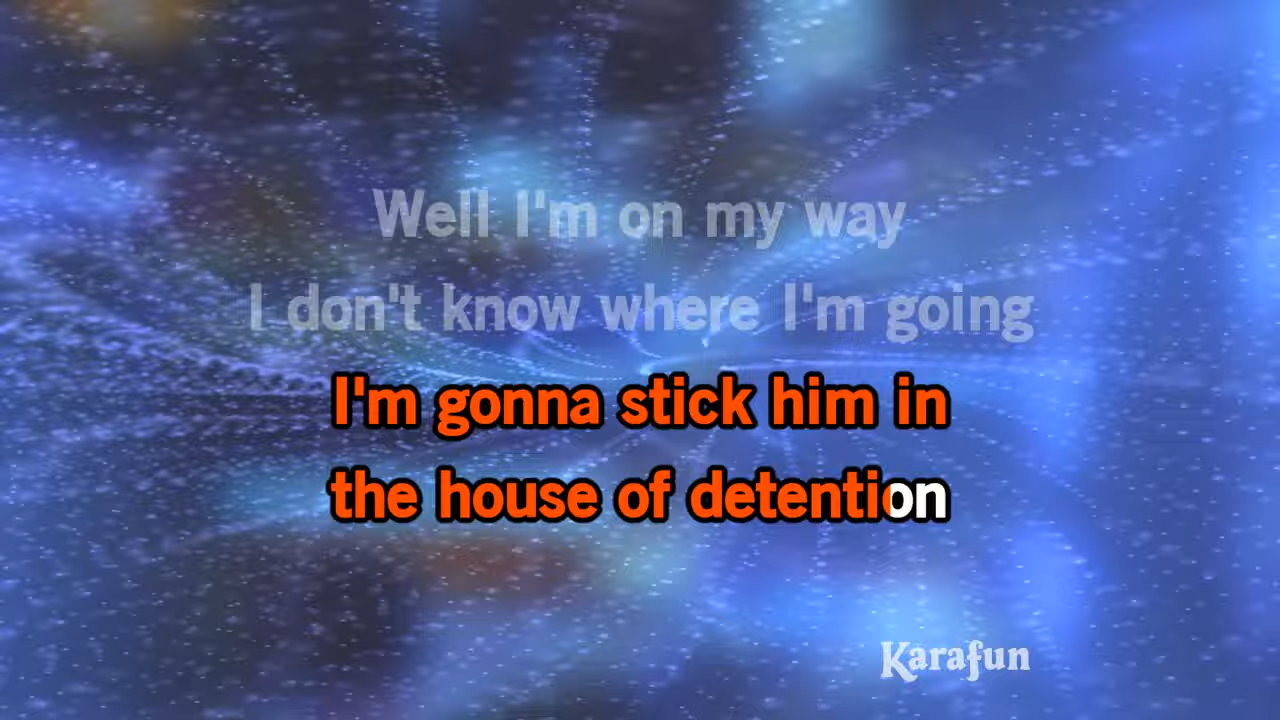 Well I'm on my way
I don't know where I'm going
I'm gonna stick him in
the house of detention
Karafun